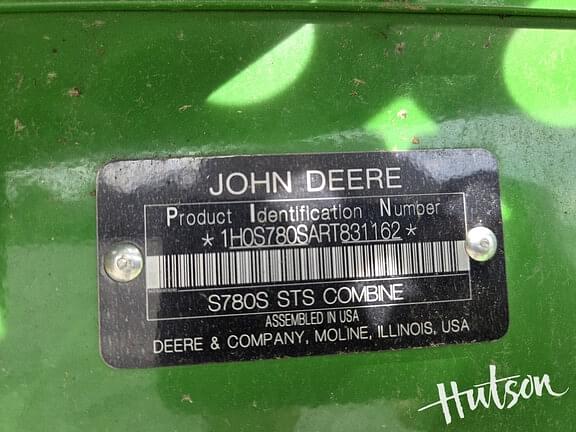 JOHN DEERE
Product Identification Number
* 1H0S780SART831162 *
S780S STS COMBINE
ASSEMBLED IN USA
DEERE & COMPANY, MOLINE, ILLINOIS, USA
Hutson